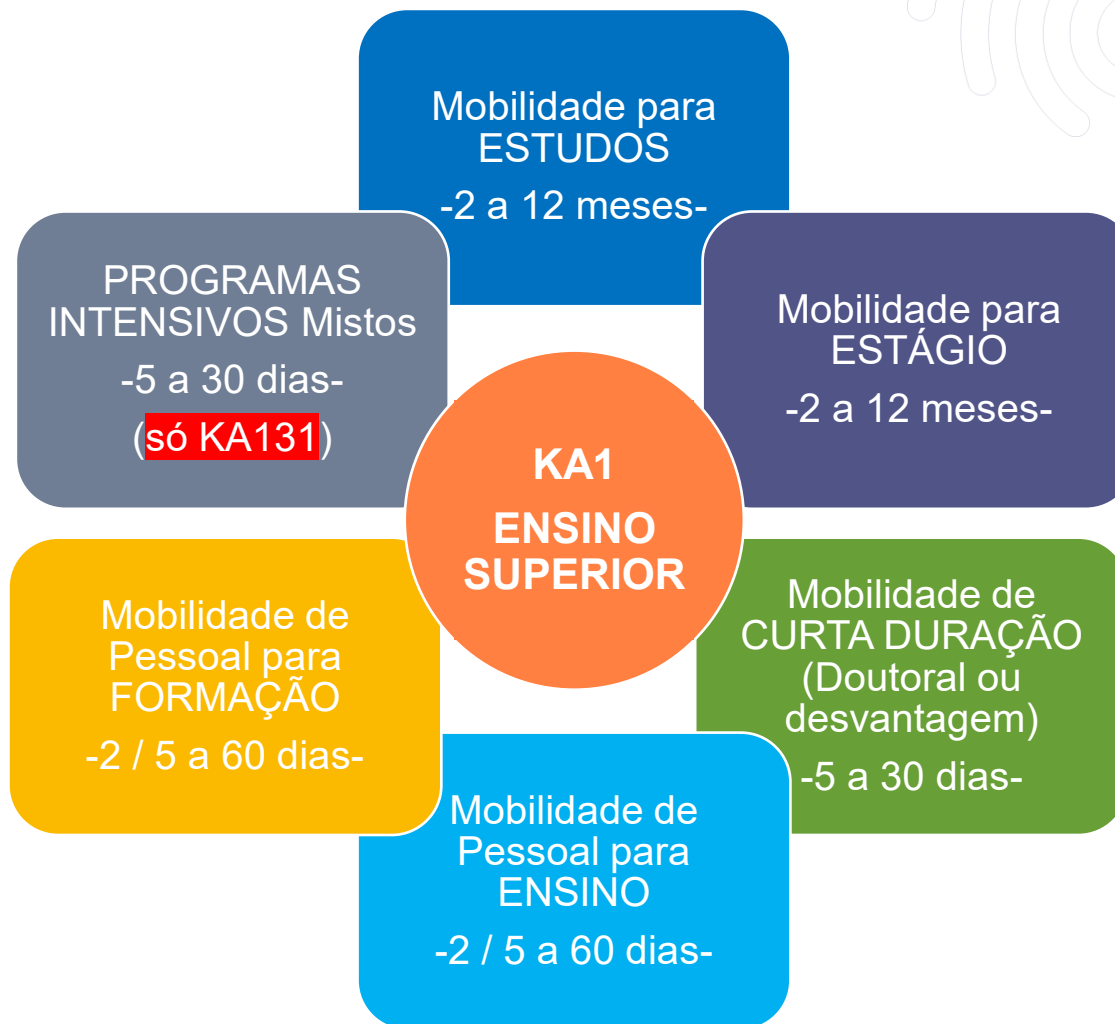 Mobilidade para
ESTUDOS
-2 a 12 meses-
Mobilidade para
ESTÁGIO
-2 a 12 meses-
Mobilidade de
CURTA DURAÇÃO
(Doutoral ou
desvantagem)
-5 a 30 dias-
Mobilidade de
Pessoal para
ENSINO
-2 / 5 a 60 dias-
Mobilidade de
Pessoal para
FORMAÇÃO
-2 / 5 a 60 dias-
PROGRAMAS
INTENSIVOS Mistos
-5 a 30 dias-
(só KA131)
KA1
ENSINO
SUPERIOR